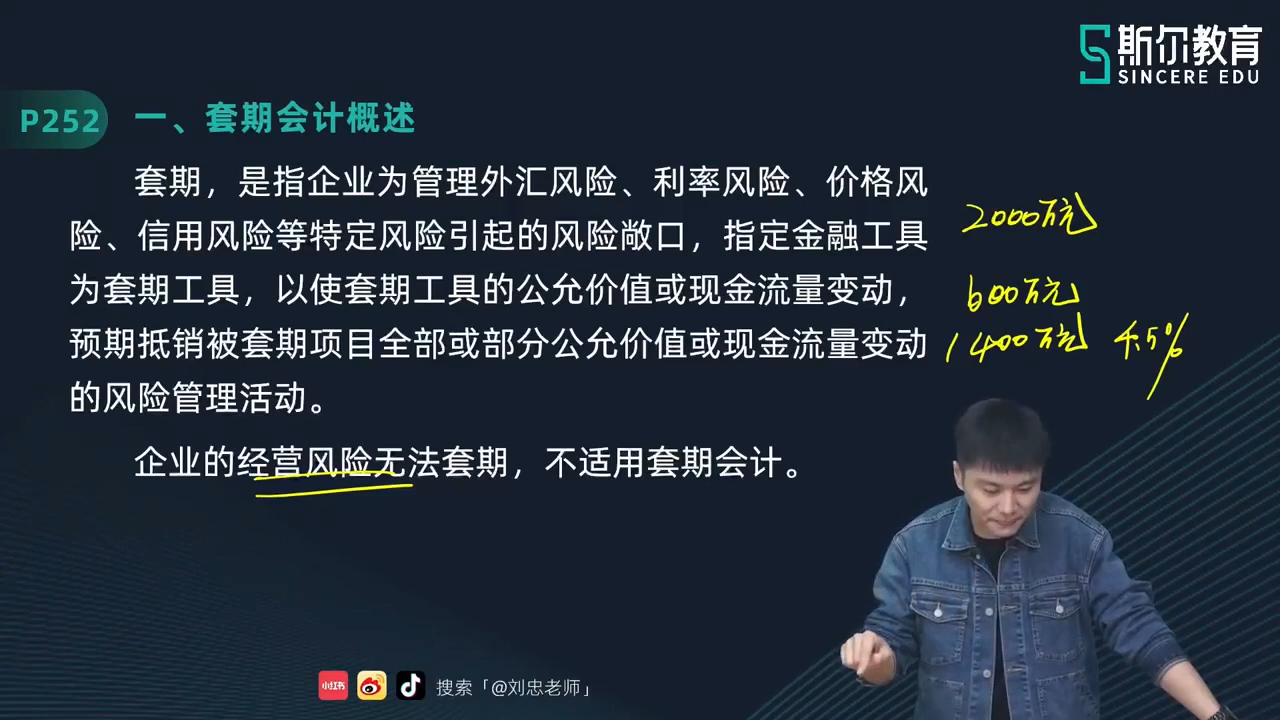 斯尔教育
SINCERE EDU
P252
一、套期会计概述
套期，是指企业为管理外汇风险、利率风险、价格风
险、信用风险等特定风险引起的风险敞口，指定金融工具
为套期工具，以使套期工具的公允价值或现金流量变动，
预期抵销被套期项目全部或部分公允价值或现金流量变动
的风险管理活动。
企业的经营风险无法套期，不适用套期会计。
2000万元
600万元
1400万元 4.5%
小红书
搜索「@刘忠老师」